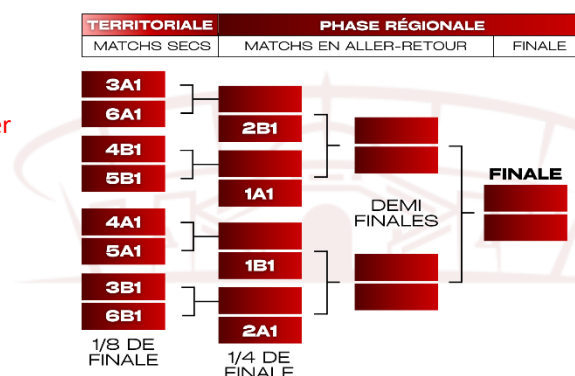 TERRITORIALE PHASE RÉGIONALE
MATCHS SECS MATCHS EN ALLER-RETOUR FINALE
3A1
6A1
er
2B1
4B1
5B1
1A1
FINALE
4A1
DEMI
FINALES
5A1
1B1
3B1
6B1
2A1
1/8 DE
FINALE
1/4 DE
FINALE